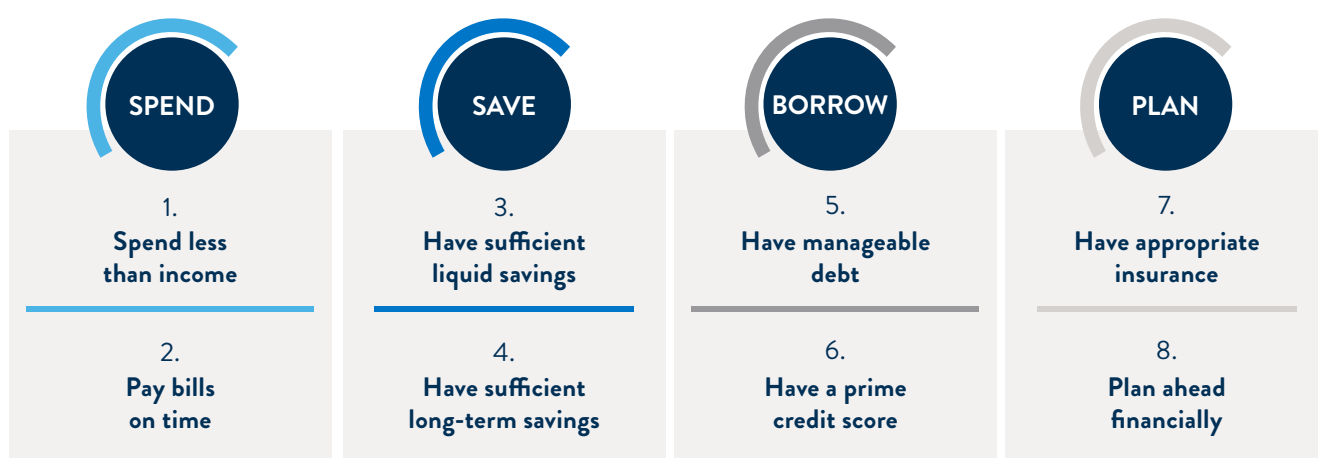 SPEND
1.
Spend less
than income
2.
Pay bills
on time
SAVE
3.
Have sufficient
liquid savings
4.
Have sufficient
long-term savings
BORROW
5.
Have manageable
debt
6.
Have a prime
credit score
PLAN
7.
Have appropriate
insurance
8.
Plan ahead
financially